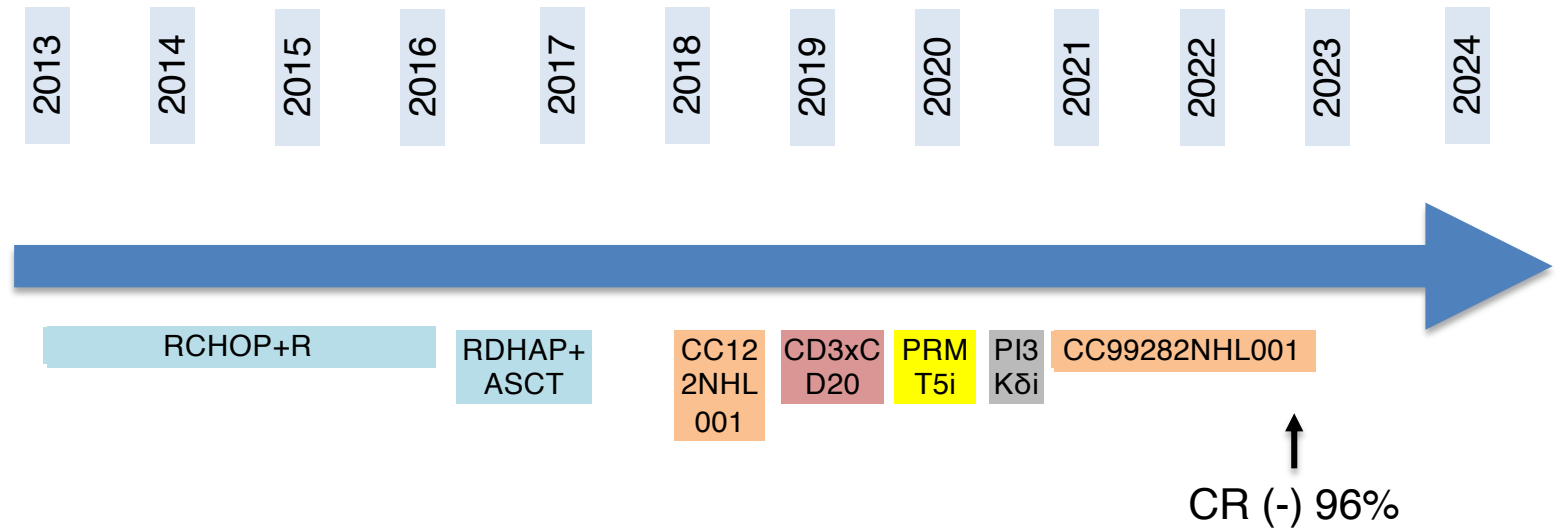 2013
2014
2015
2016
2017
2018
2019
2020
2021
2022
2023
2024
RCHOP+R
RDHAP+
ASCT
CC12
2NHL
001
CD3xC
D20
PRM
T5i
PI3
Kδi
CC99282NHL001
CR (-) 96%